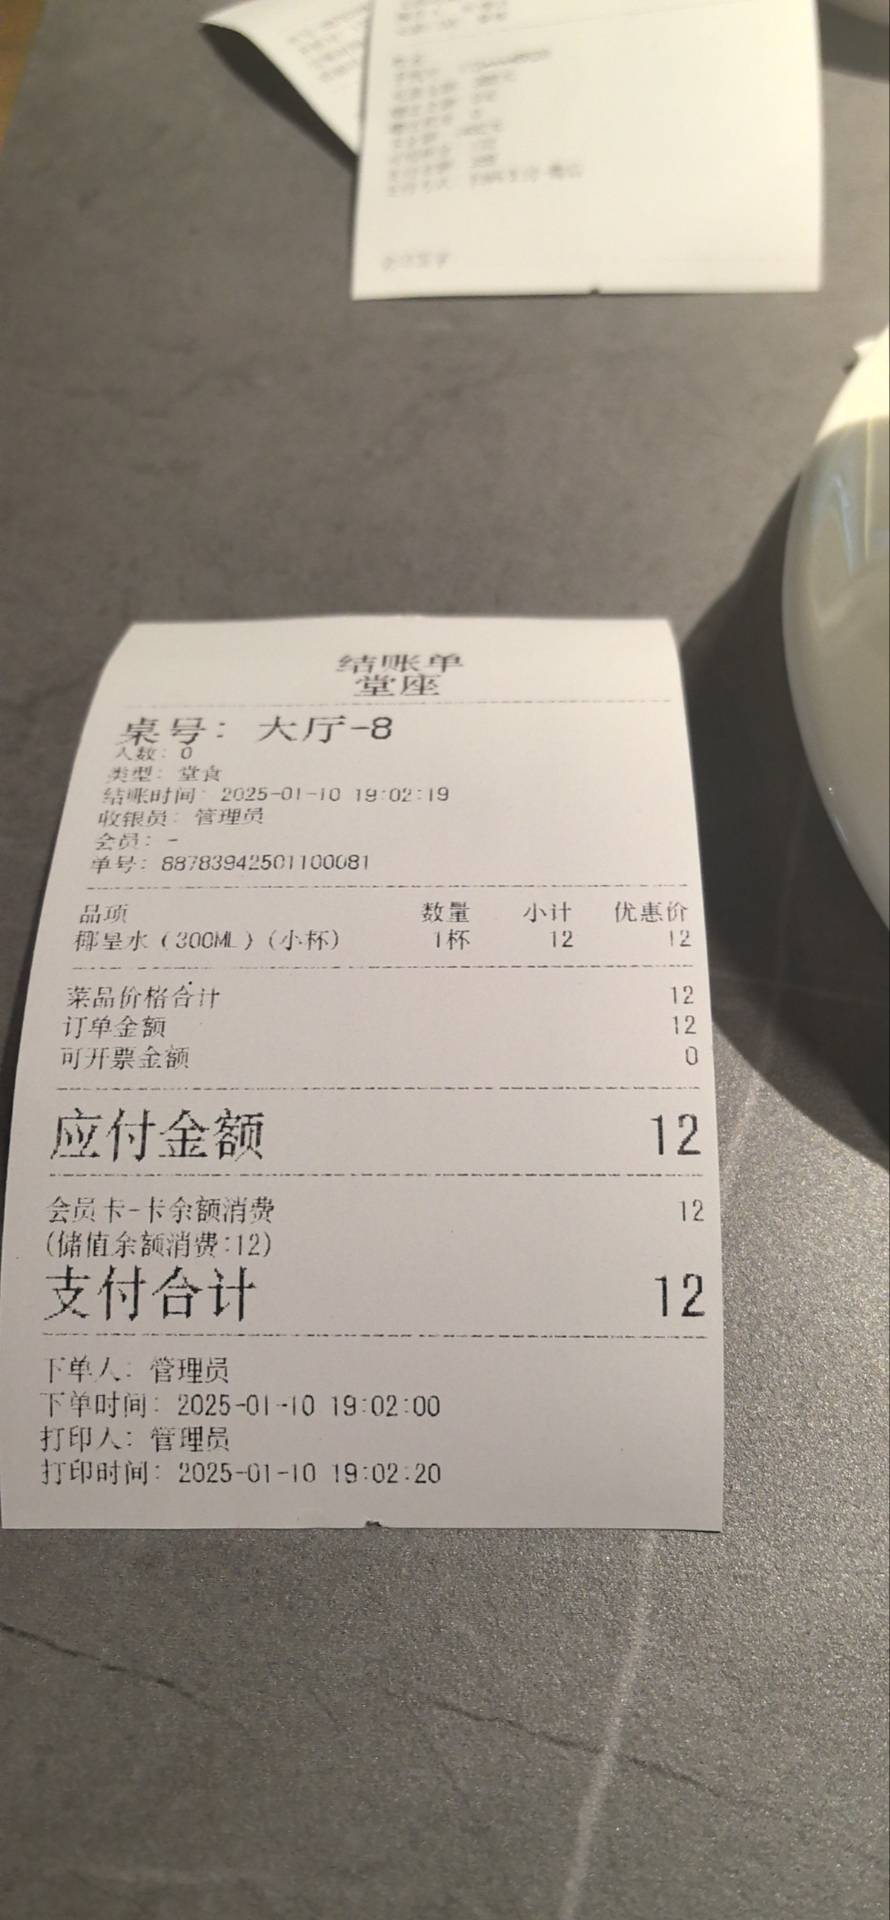 结账单
堂座
桌号: 大厅-8
人数: 0
类型: 堂食
结账时间: 2025-01-10 19:02:19
收银员: 管理员
会员: -
单号: 88783942501100081
品项 数量 小计 优惠价
椰皇水(300ML)(小杯) 1杯 12 12
菜品价格合计 12
订单金额 12
可开票金额 0
应付金额 12
会员卡-卡余额消费 12
(储值余额消费:12)
支付合计 12
下单人: 管理员
下单时间: 2025-01-10 19:02:00
打印人: 管理员
打印时间: 2025-01-10 19:02:20